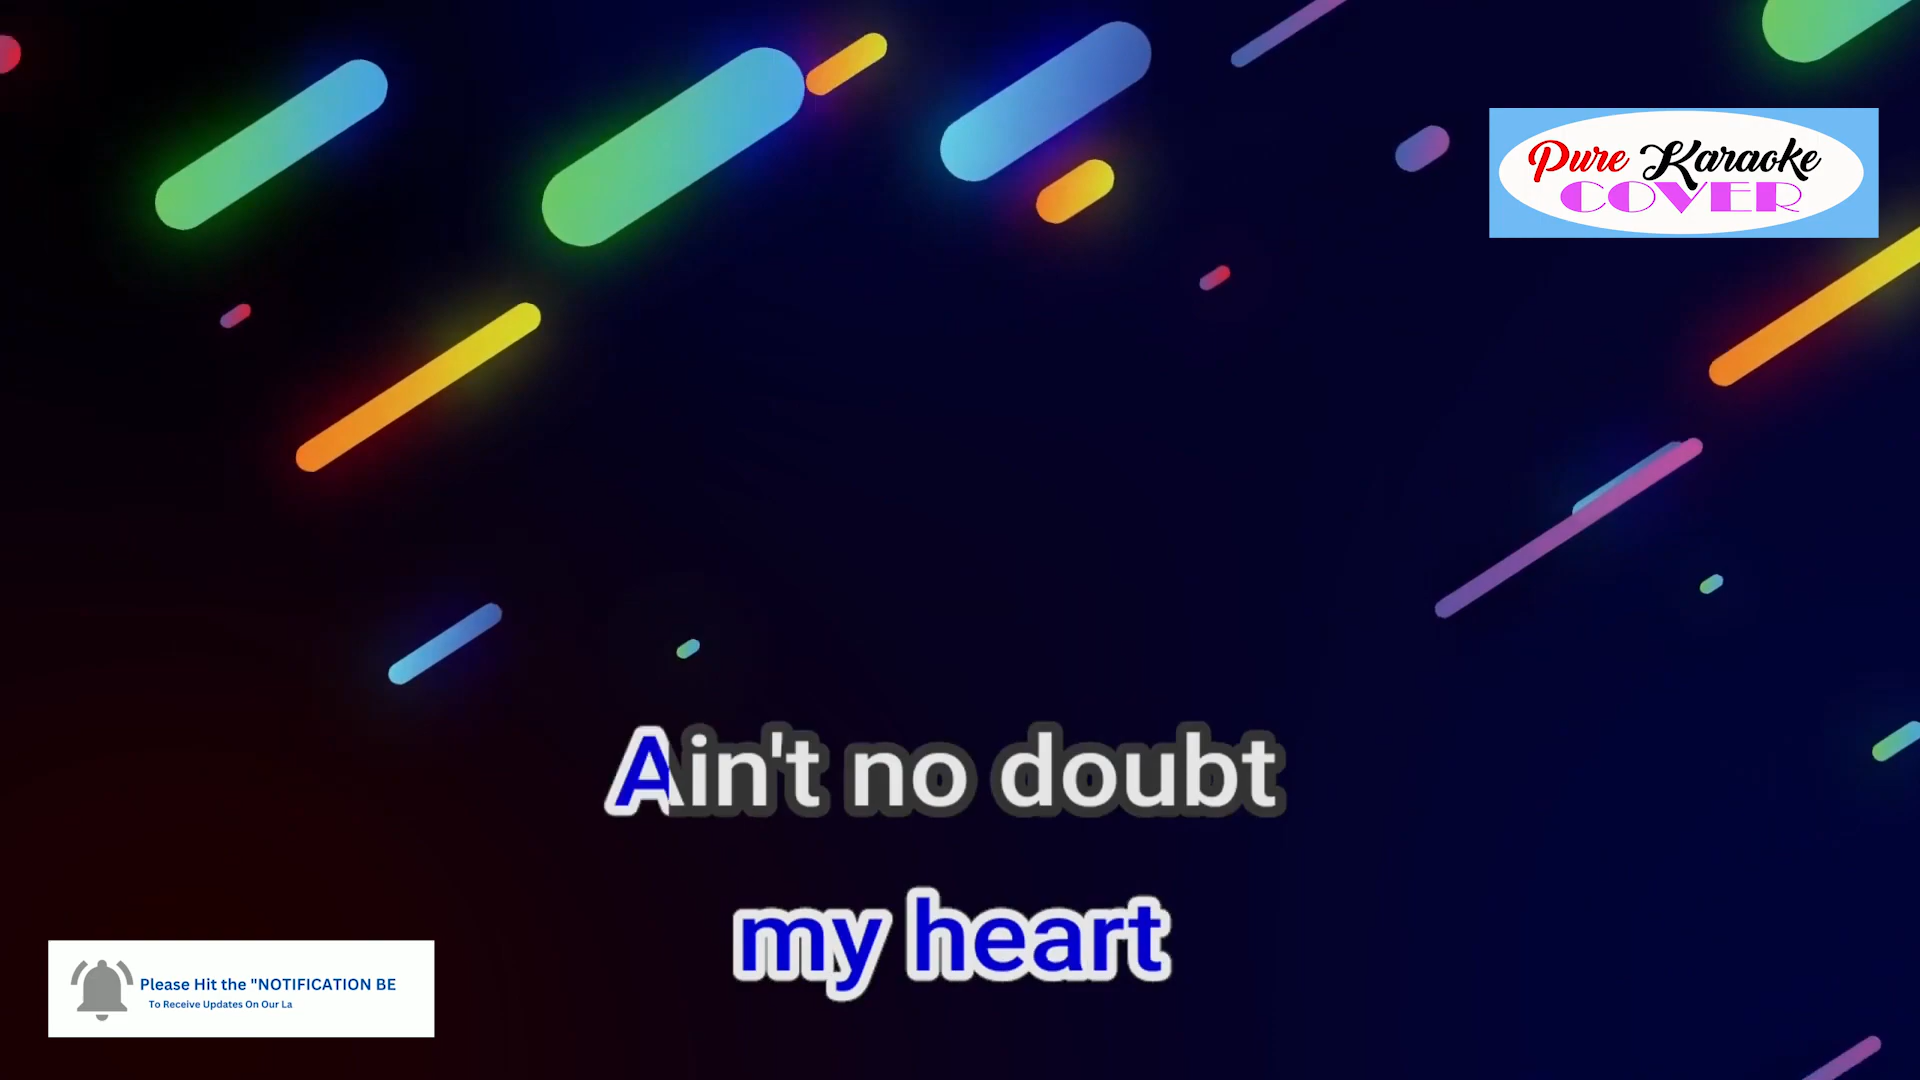 Pure Karaoke
COVER
Ain't no doubt
my heart
Please Hit the "NOTIFICATION BE
To Receive Updates On Our La